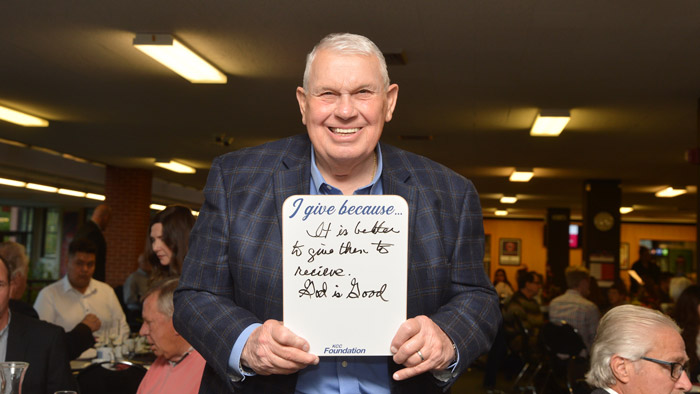 I give because...
It is better
to give then to
recieve.
God is Good
KCC
Foundation